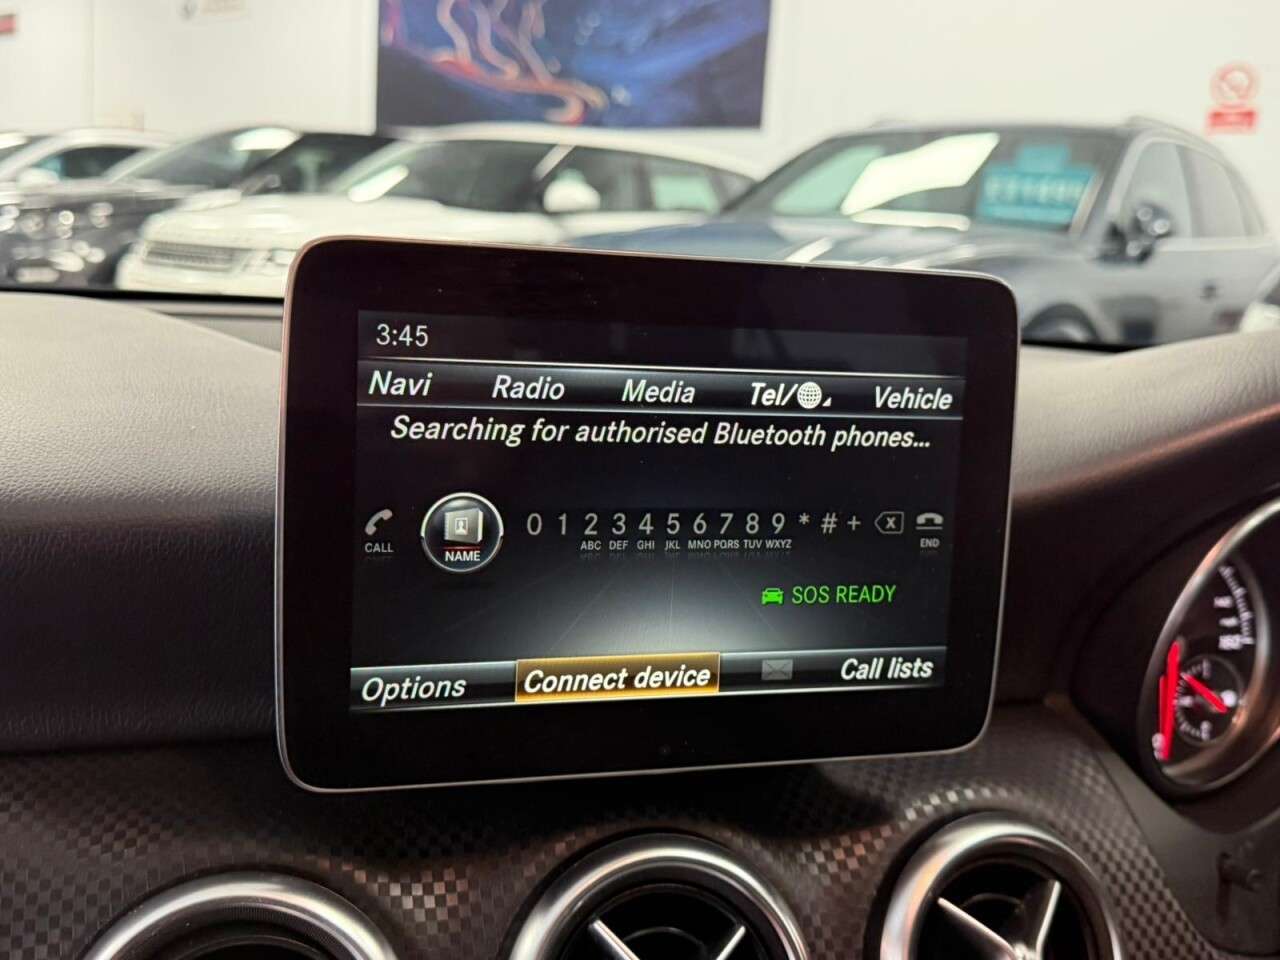 3:45
Navi Radio Media Tel/ Vehicle
Searching for authorised Bluetooth phones...
0 1 2 3 4 5 6 7 8 9 * # +
CALL NAME ABC DEF GHI JKL MNO PQRS TUV WXYZ END
SOS READY
Options Connect device Call lists